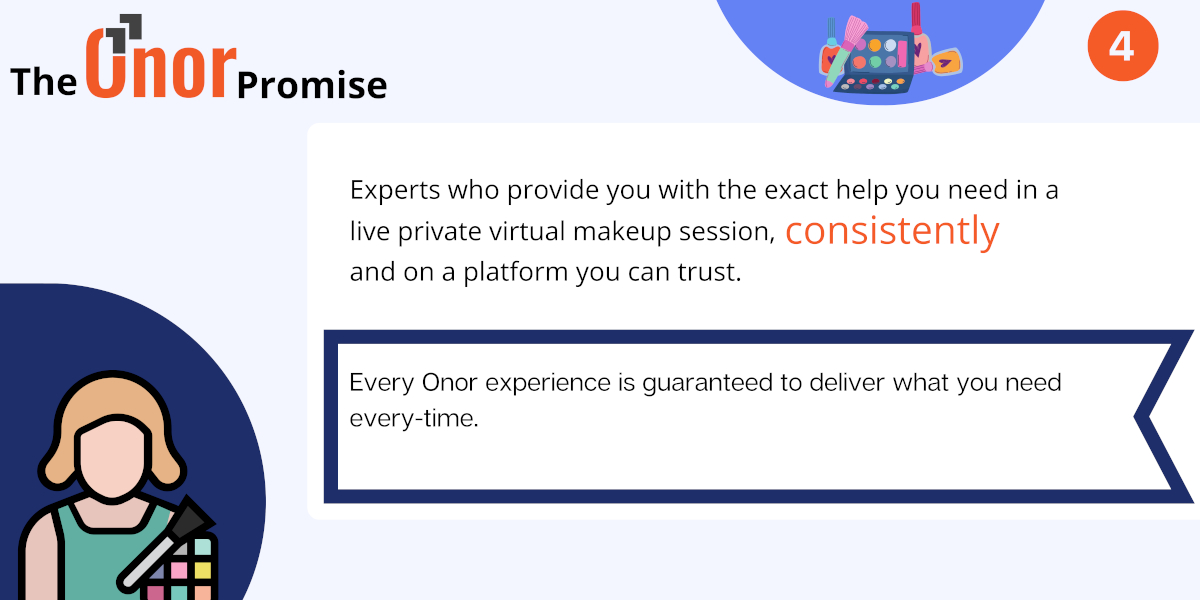 The Onor Promise
4
Experts who provide you with the exact help you need in a
live private virtual makeup session, consistently
and on a platform you can trust.
Every Onor experience is guaranteed to deliver what you need
every-time.